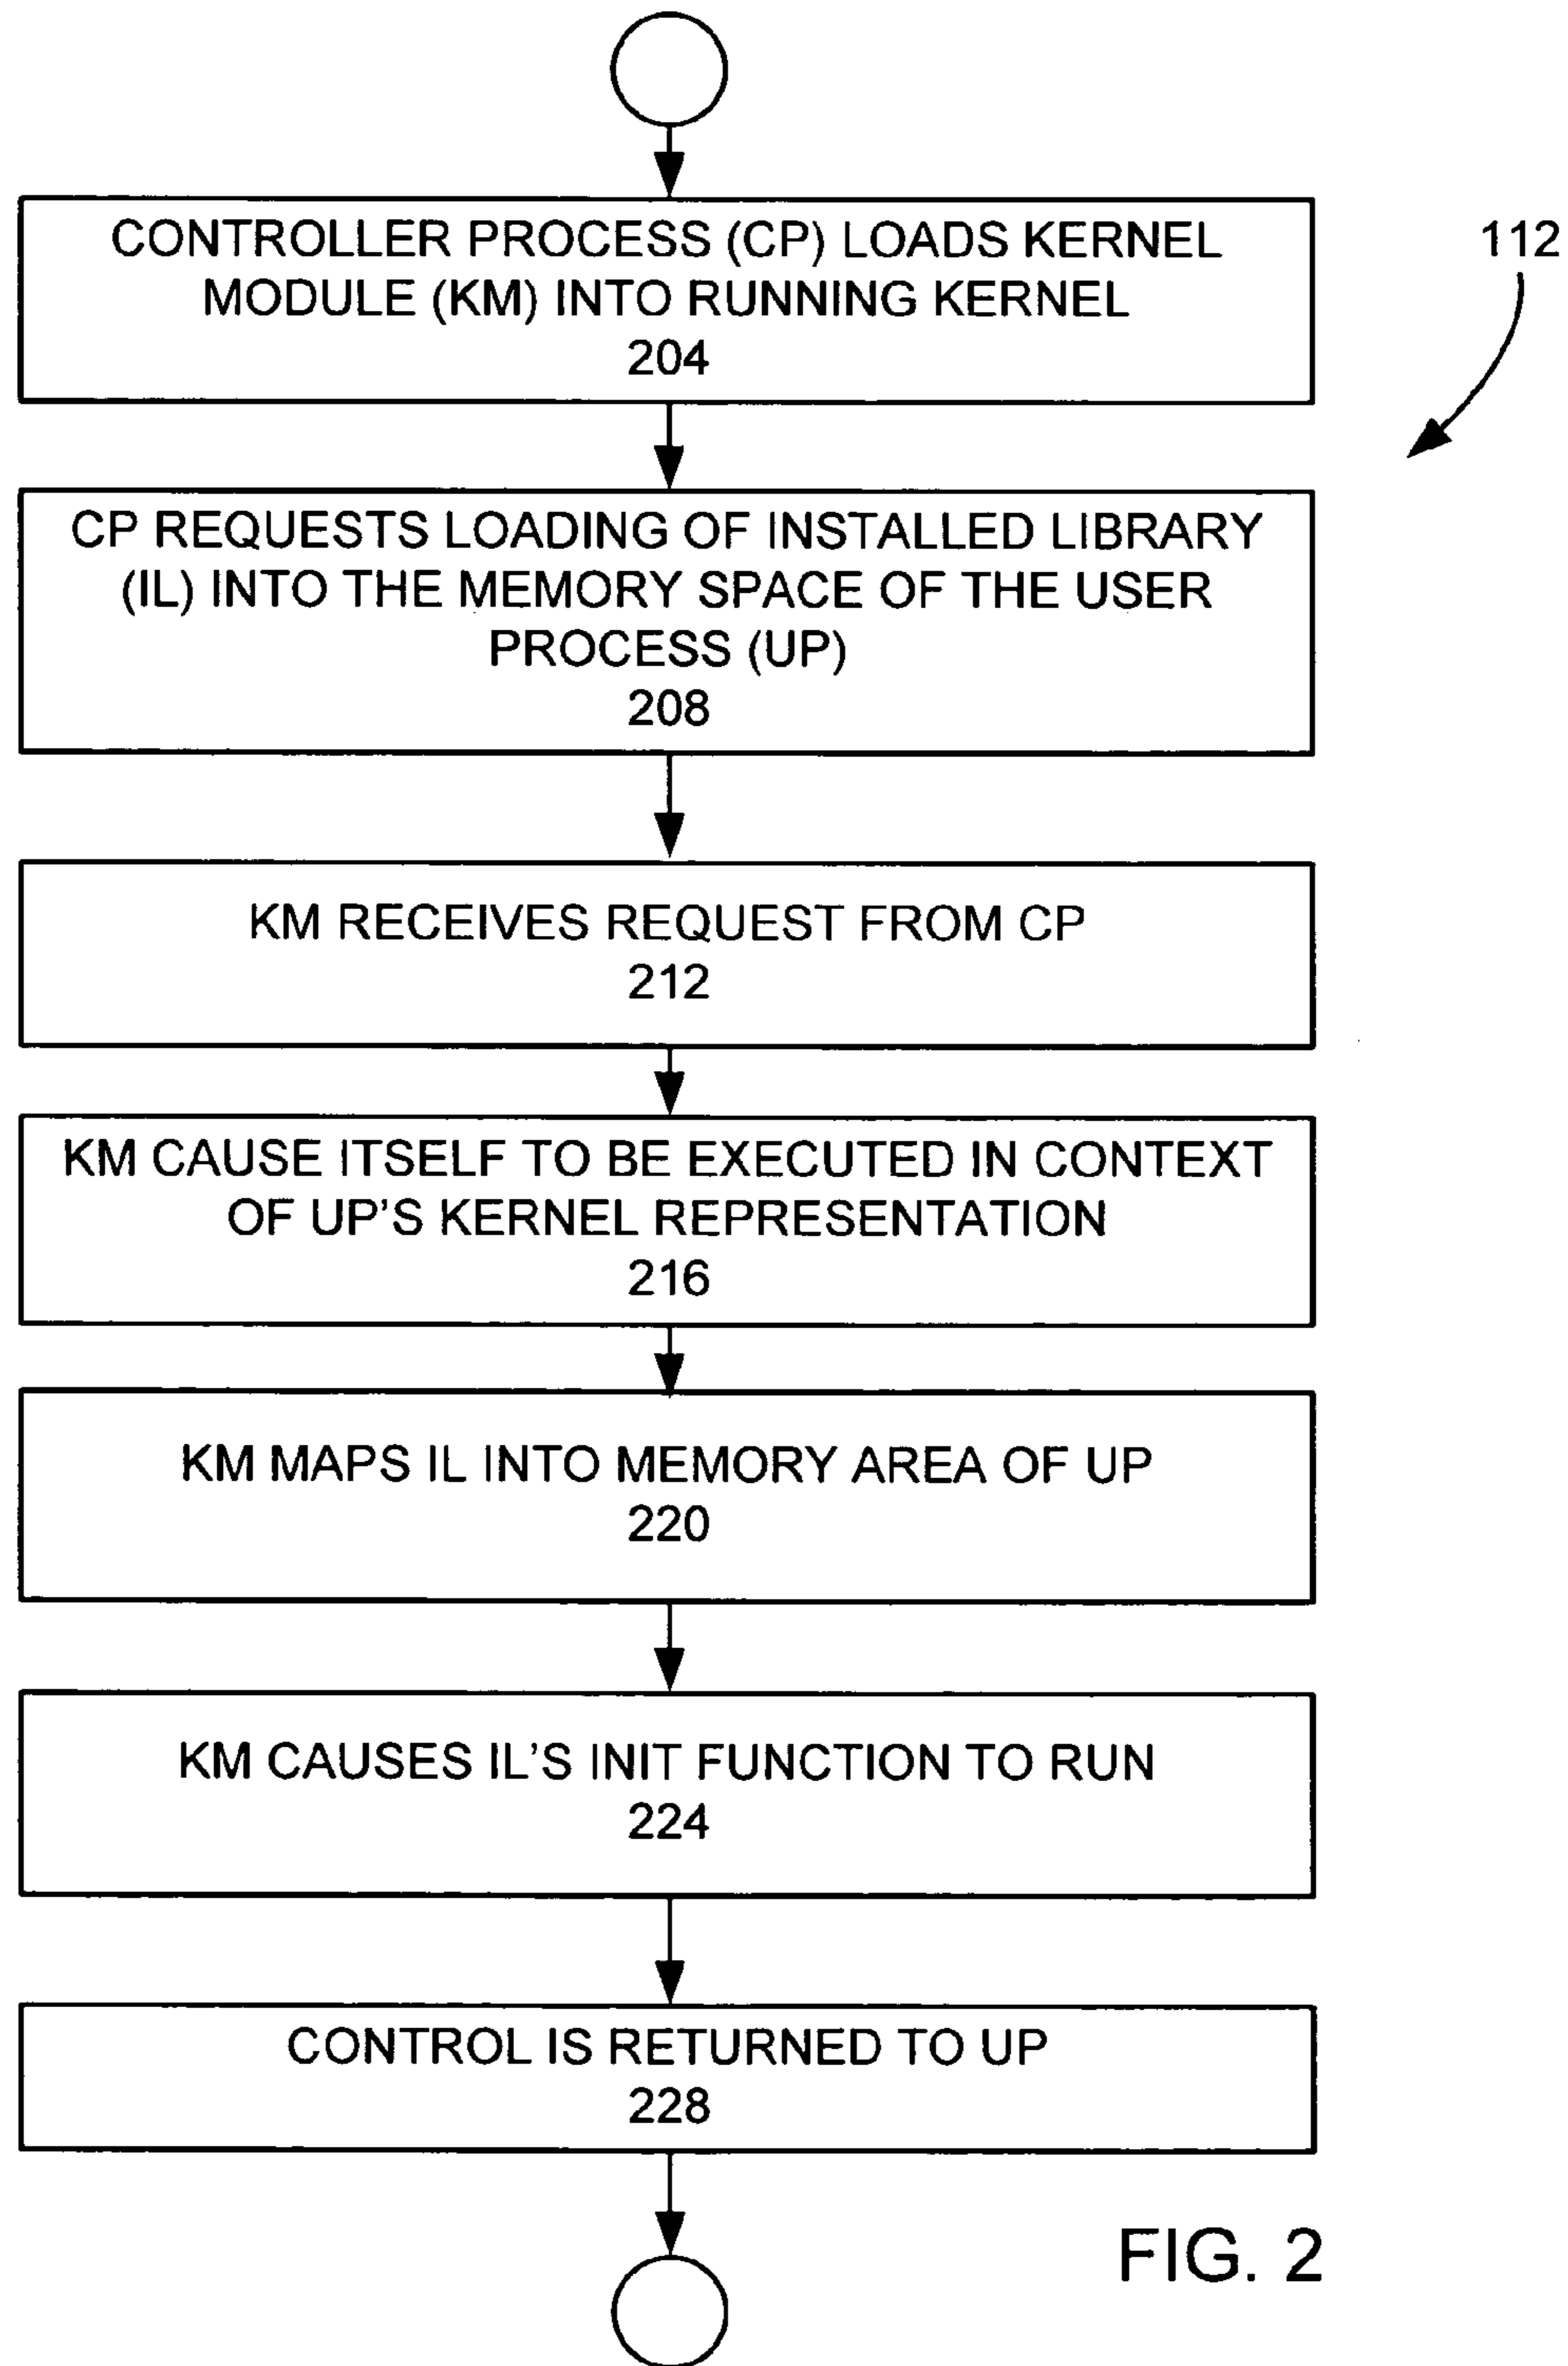 CONTROLLER PROCESS (CP) LOADS KERNEL
MODULE (KM) INTO RUNNING KERNEL
204
112
CP REQUESTS LOADING OF INSTALLED LIBRARY
(IL) INTO THE MEMORY SPACE OF THE USER
PROCESS (UP)
208
KM RECEIVES REQUEST FROM CP
212
KM CAUSE ITSELF TO BE EXECUTED IN CONTEXT
OF UP'S KERNEL REPRESENTATION
216
KM MAPS IL INTO MEMORY AREA OF UP
220
KM CAUSES IL'S INIT FUNCTION TO RUN
224
CONTROL IS RETURNED TO UP
228
FIG. 2